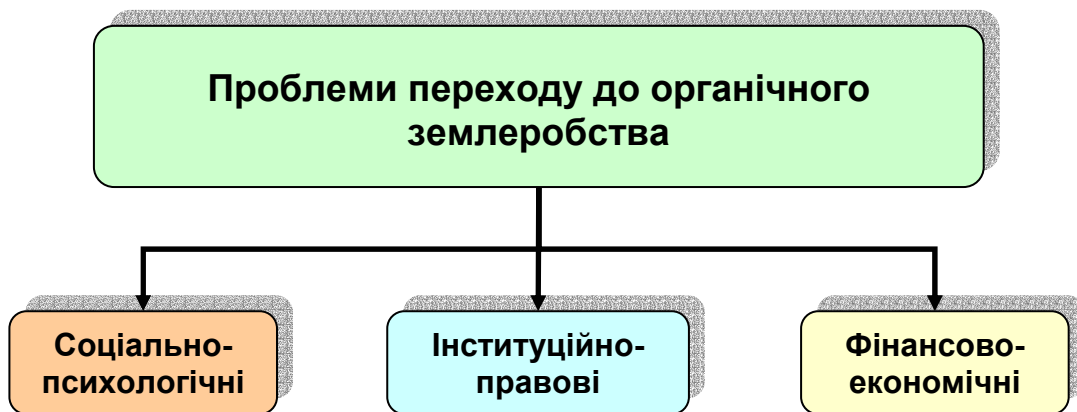 Проблеми переходу до органічного
землеробства
Соціально-
психологічні
Інституційно-
правові
Фінансово-
економічні